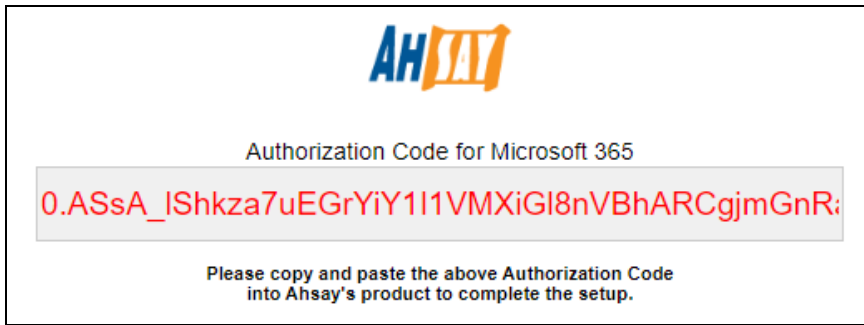 AHSAY
Authorization Code for Microsoft 365
0.ASsA_IShkza7uEGrYiY1I1VMXiGI8nVBhARCgjmGnRa
Please copy and paste the above Authorization Code
into Ahsay's product to complete the setup.